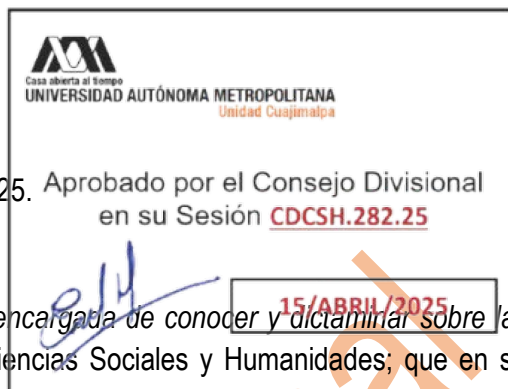 Casa abierta al tiempo
UNIVERSIDAD AUTÓNOMA METROPOLITANA
Unidad Cuajimalpa
25. Aprobado por el Consejo Divisional
en su Sesión CDCSH.282.25
15/ABRIL/2025
encargada de conocer y dictaminar sobre la
iencias Sociales y Humanidades; que en s